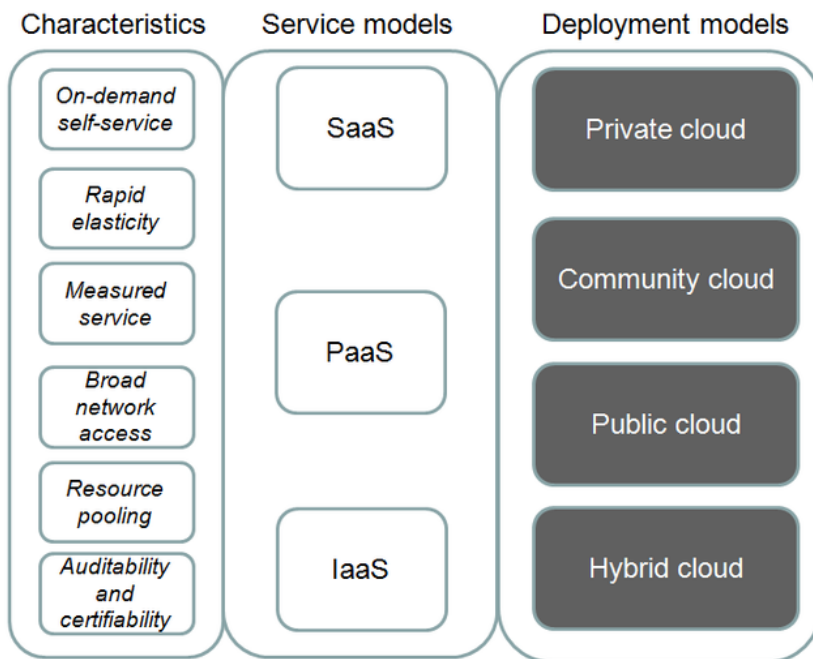 Characteristics
On-demand
self-service
Rapid
elasticity
Measured
service
Broad
network
access
Resource
pooling
Auditability
and
certifiability
Service models
SaaS
PaaS
IaaS
Deployment models
Private cloud
Community cloud
Public cloud
Hybrid cloud